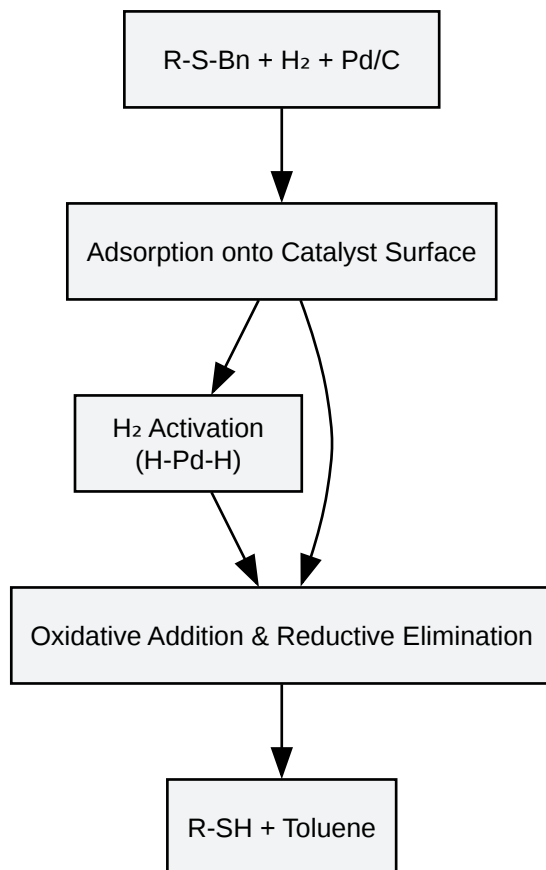 R-S-Bn + H₂ + Pd/C
Adsorption onto Catalyst Surface
H₂ Activation
(H-Pd-H)
Oxidative Addition & Reductive Elimination
R-SH + Toluene